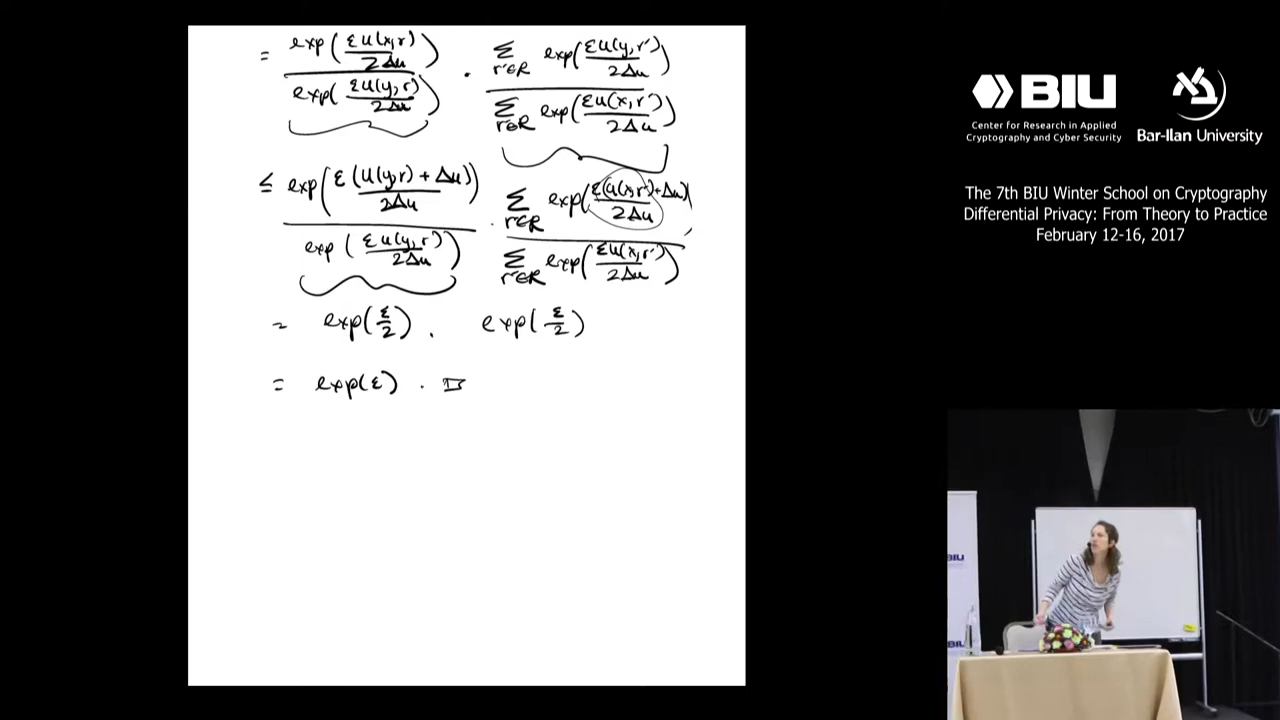 = exp(εu(x,r)/2Δu) / exp(εu(y,r)/2Δu) · Σ_{r'∈R} exp(εu(y,r')/2Δu) / Σ_{r'∈R} exp(εu(x,r')/2Δu)
≤ exp(ε(u(y,r)+Δu)/2Δu) / exp(εu(y,r)/2Δu) · Σ_{r'∈R} exp(ε(u(x,r')+Δu)/2Δu) / Σ_{r'∈R} exp(εu(x,r')/2Δu)
= exp(ε/2) · exp(ε/2)
= exp(ε) . □
BIU
Center for Research in Applied
Cryptography and Cyber Security
Bar-Ilan University
The 7th BIU Winter School on Cryptography
Differential Privacy: From Theory to Practice
February 12-16, 2017
BIU
BIU